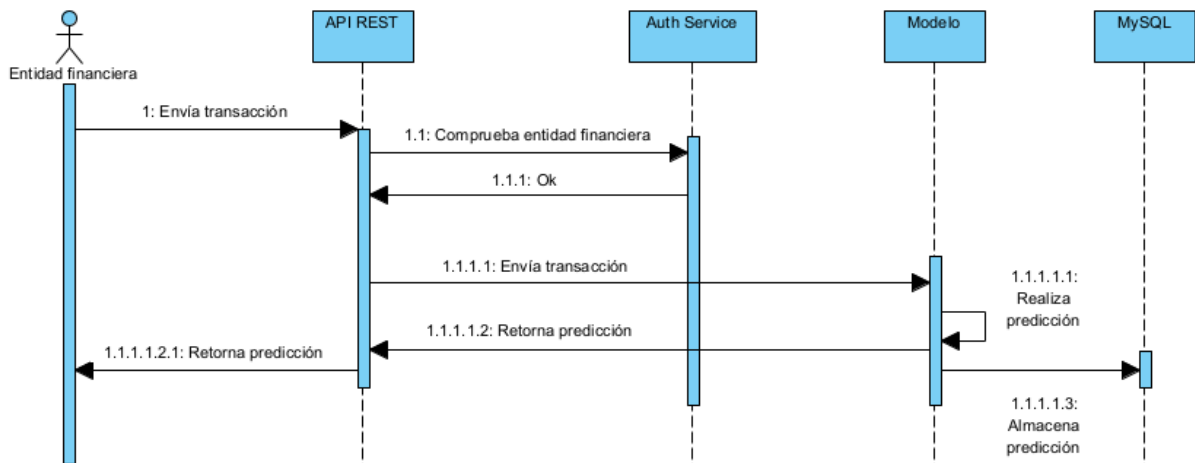 API REST
Auth Service
Modelo
MySQL
Entidad financiera
1: Envía transacción
1.1: Comprueba entidad financiera
1.1.1: Ok
1.1.1.1: Envía transacción
1.1.1.1.1:
Realiza
predicción
1.1.1.1.2: Retorna predicción
1.1.1.1.2.1: Retorna predicción
1.1.1.1.3:
Almacena
predicción